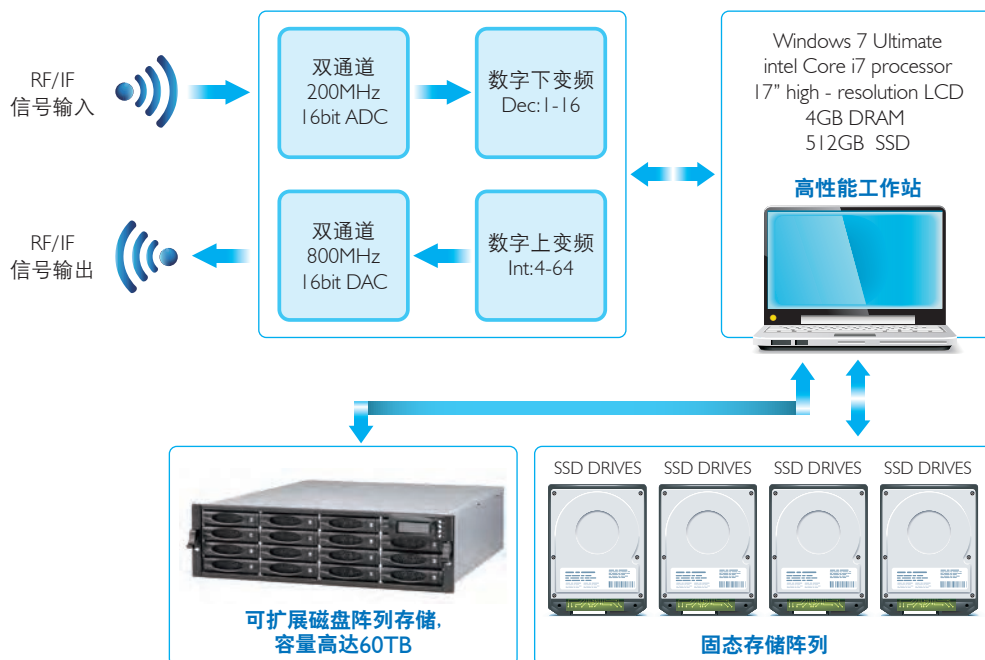 RF/IF
信号输入
双通道
200MHz
16bit ADC
数字下变频
Dec:1-16
RF/IF
信号输出
双通道
800MHz
16bit DAC
数字上变频
Int:4-64
Windows 7 Ultimate
intel Core i7 processor
17” high - resolution LCD
4GB DRAM
512GB SSD
高性能工作站
可扩展磁盘阵列存储,
容量高达60TB
SSD DRIVES SSD DRIVES SSD DRIVES SSD DRIVES
固态存储阵列